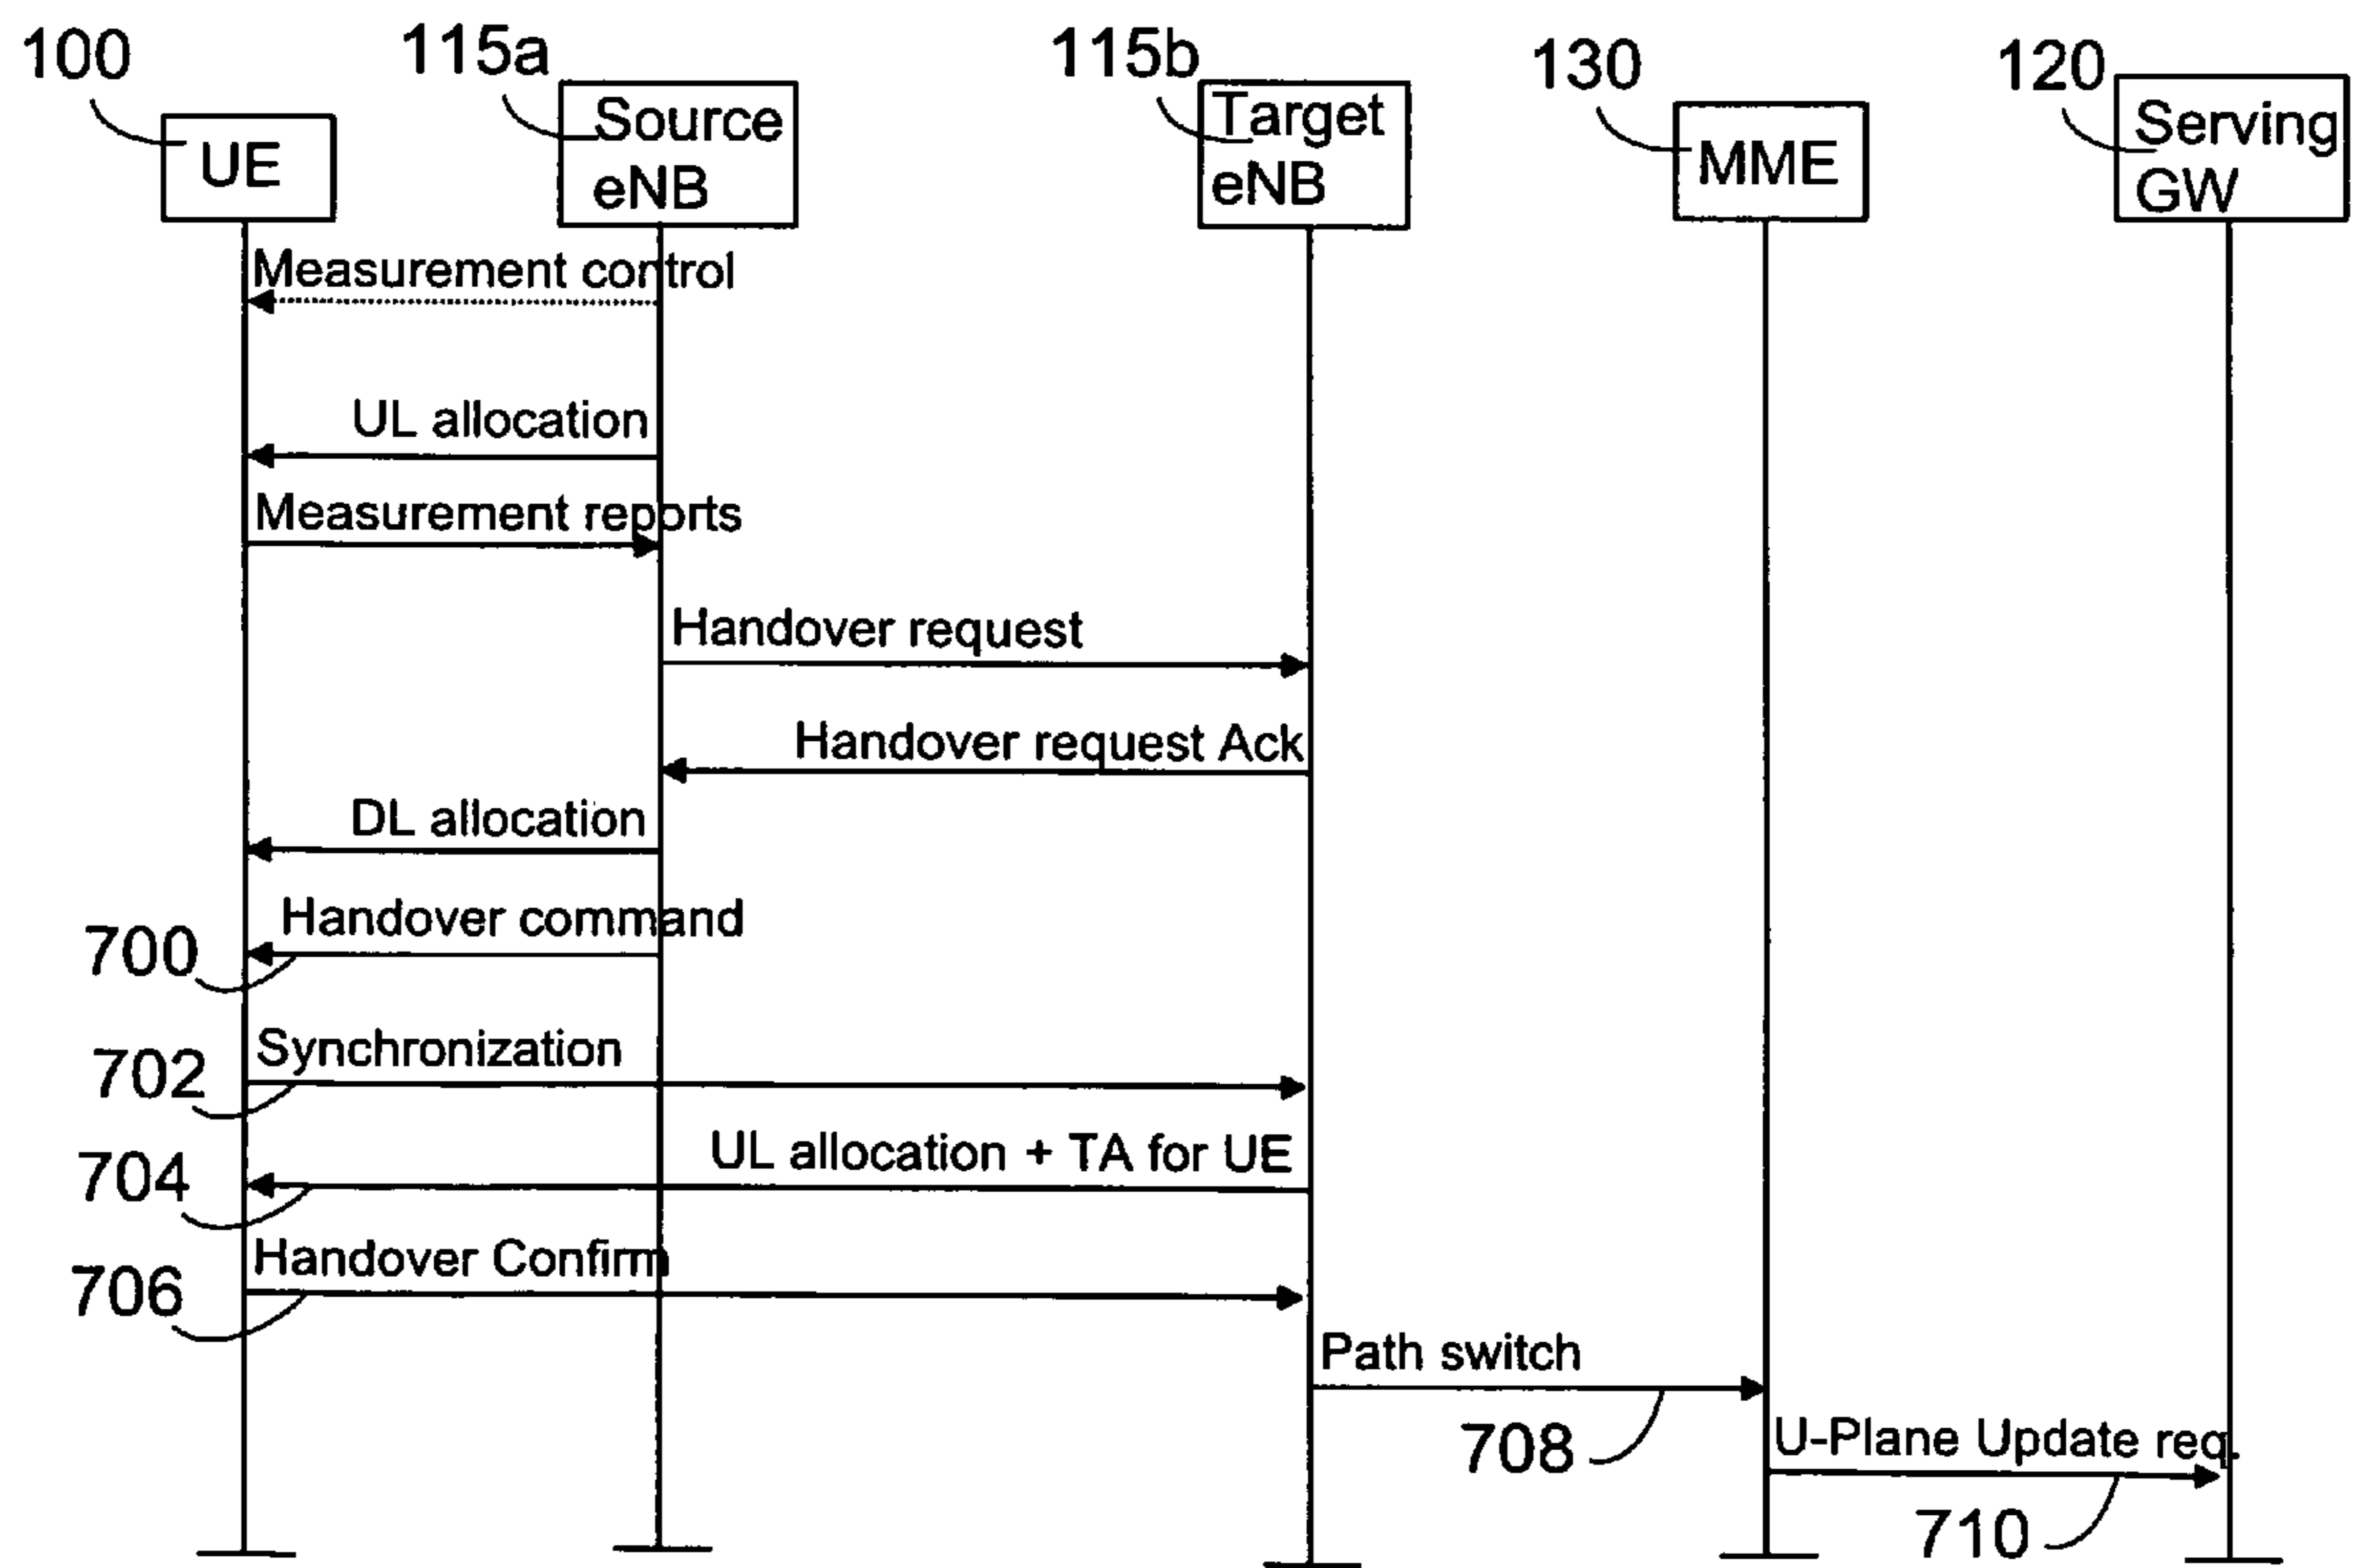 100
115a
115b
130
120
UE
Source
eNB
Target
eNB
MME
Serving
GW
Measurement control
UL allocation
Measurement reports
Handover request
Handover request Ack
DL allocation
Handover command
700
Synchronization
702
UL allocation + TA for UE
704
Handover Confirm
706
Path switch
708
U-Plane Update req.
710